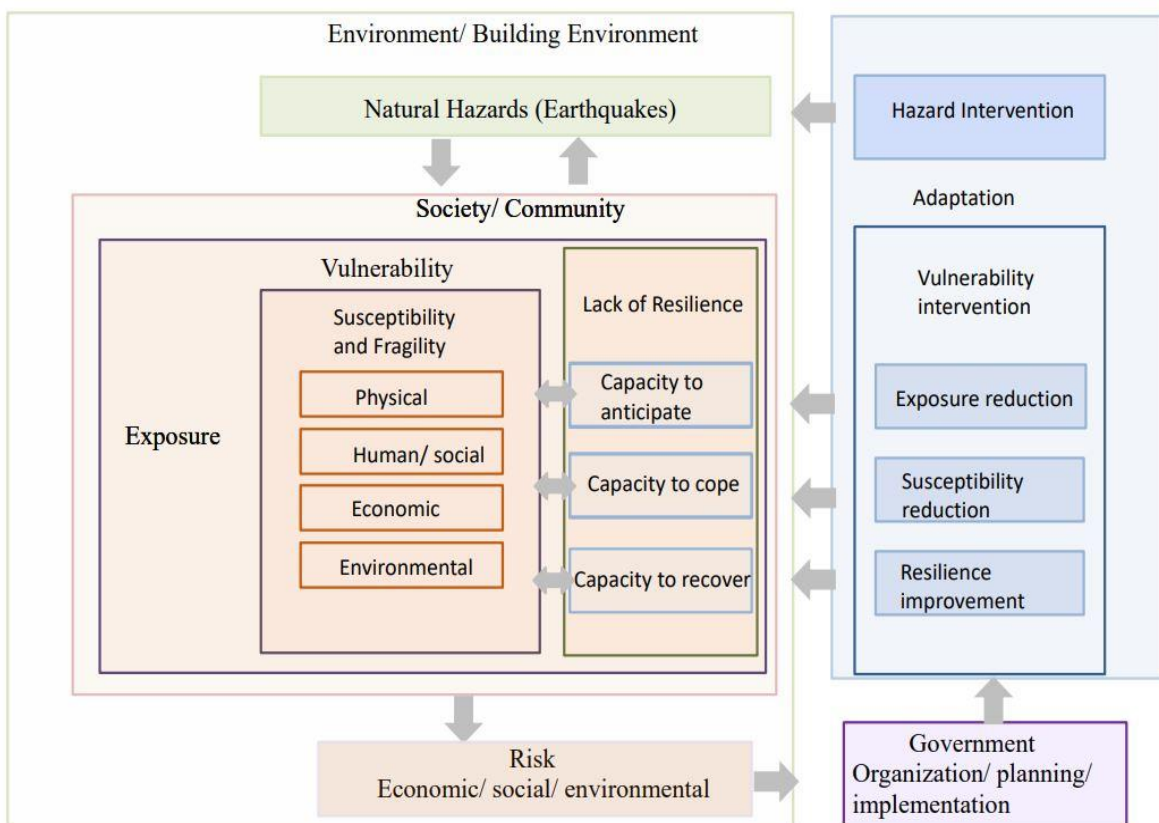 Environment/ Building Environment
Natural Hazards (Earthquakes)
Society/ Community
Vulnerability
Exposure
Susceptibility
and Fragility
Physical
Human/ social
Economic
Environmental
Lack of Resilience
Capacity to
anticipate
Capacity to cope
Capacity to recover
Risk
Economic/ social/ environmental
Hazard Intervention
Adaptation
Vulnerability
intervention
Exposure reduction
Susceptibility
reduction
Resilience
improvement
Government
Organization/ planning/
implementation